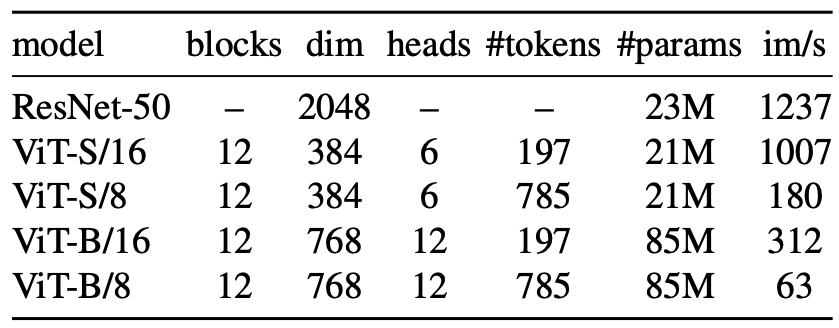 model blocks dim heads #tokens #params im/s
ResNet-50 – 2048 – – 23M 1237
ViT-S/16 12 384 6 197 21M 1007
ViT-S/8 12 384 6 785 21M 180
ViT-B/16 12 768 12 197 85M 312
ViT-B/8 12 768 12 785 85M 63